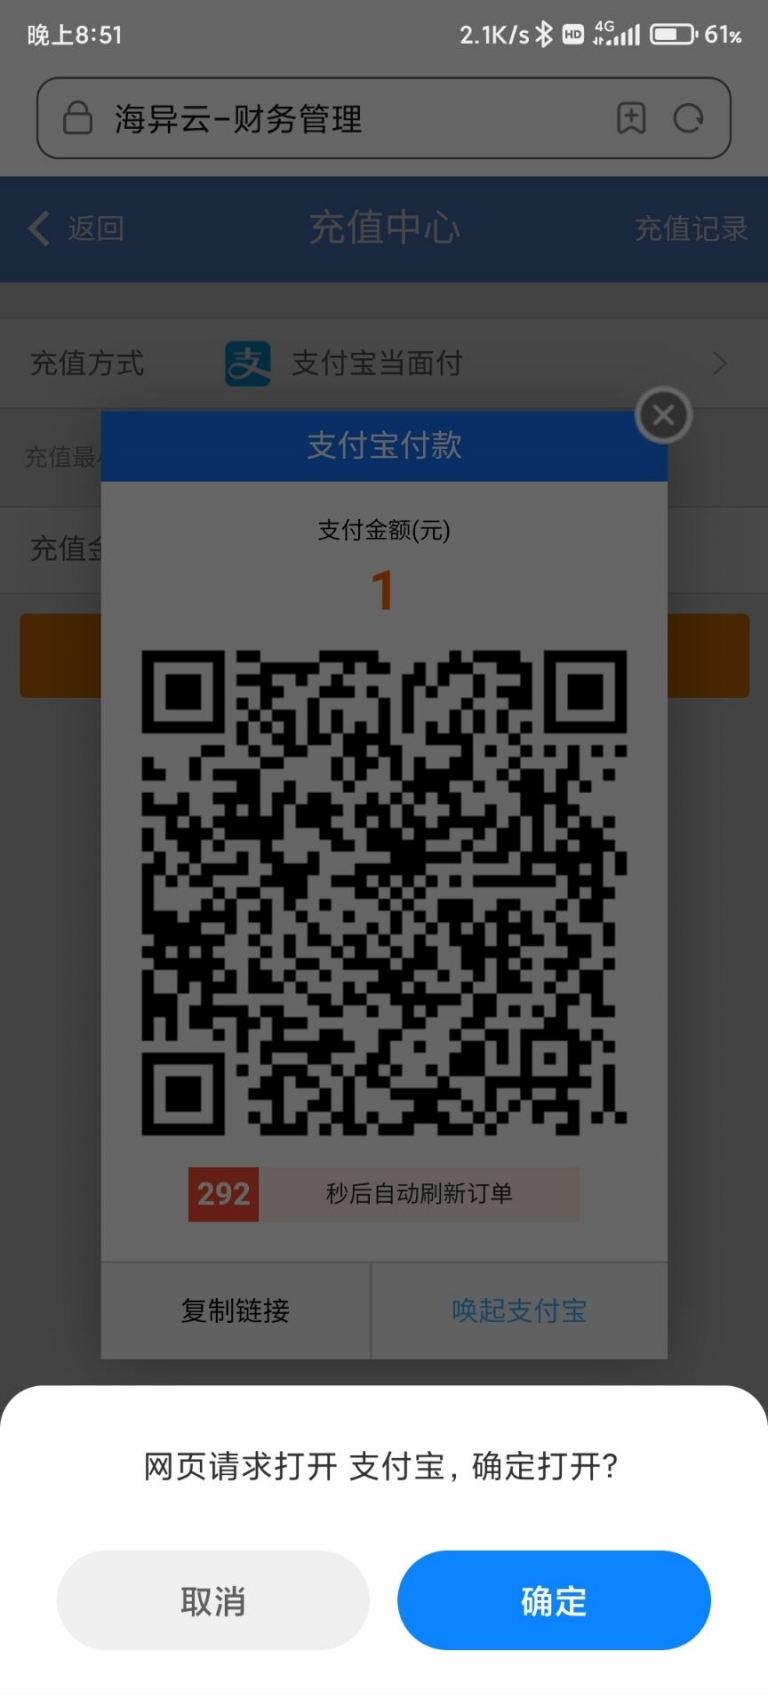 晚上8:51 2.1K/s HD 4G 61%
海异云-财务管理
返回 充值中心 充值记录
充值方式 支 支付宝当面付
充值最
支付宝付款
支付金额(元)
充值金
1
292 秒后自动刷新订单
复制链接 唤起支付宝
网页请求打开 支付宝,确定打开?
取消 确定